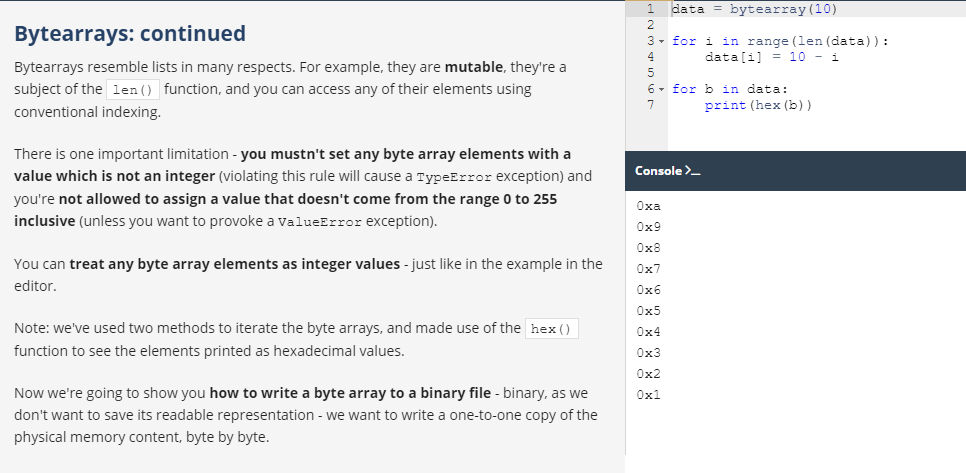 Bytearrays: continued
Bytearrays resemble lists in many respects. For example, they are mutable, they're a
subject of the len() function, and you can access any of their elements using
conventional indexing.
There is one important limitation - you mustn't set any byte array elements with a
value which is not an integer (violating this rule will cause a TypeError exception) and
you're not allowed to assign a value that doesn't come from the range 0 to 255
inclusive (unless you want to provoke a ValueError exception).
You can treat any byte array elements as integer values - just like in the example in the
editor.
Note: we've used two methods to iterate the byte arrays, and made use of the hex()
function to see the elements printed as hexadecimal values.
Now we're going to show you how to write a byte array to a binary file - binary, as we
don't want to save its readable representation - we want to write a one-to-one copy of the
physical memory content, byte by byte.
1 data = bytearray(10)
2
3 for i in range(len(data)):
4     data[i] = 10 - i
5
6 for b in data:
7     print(hex(b))
Console >_
0xa
0x9
0x8
0x7
0x6
0x5
0x4
0x3
0x2
0x1